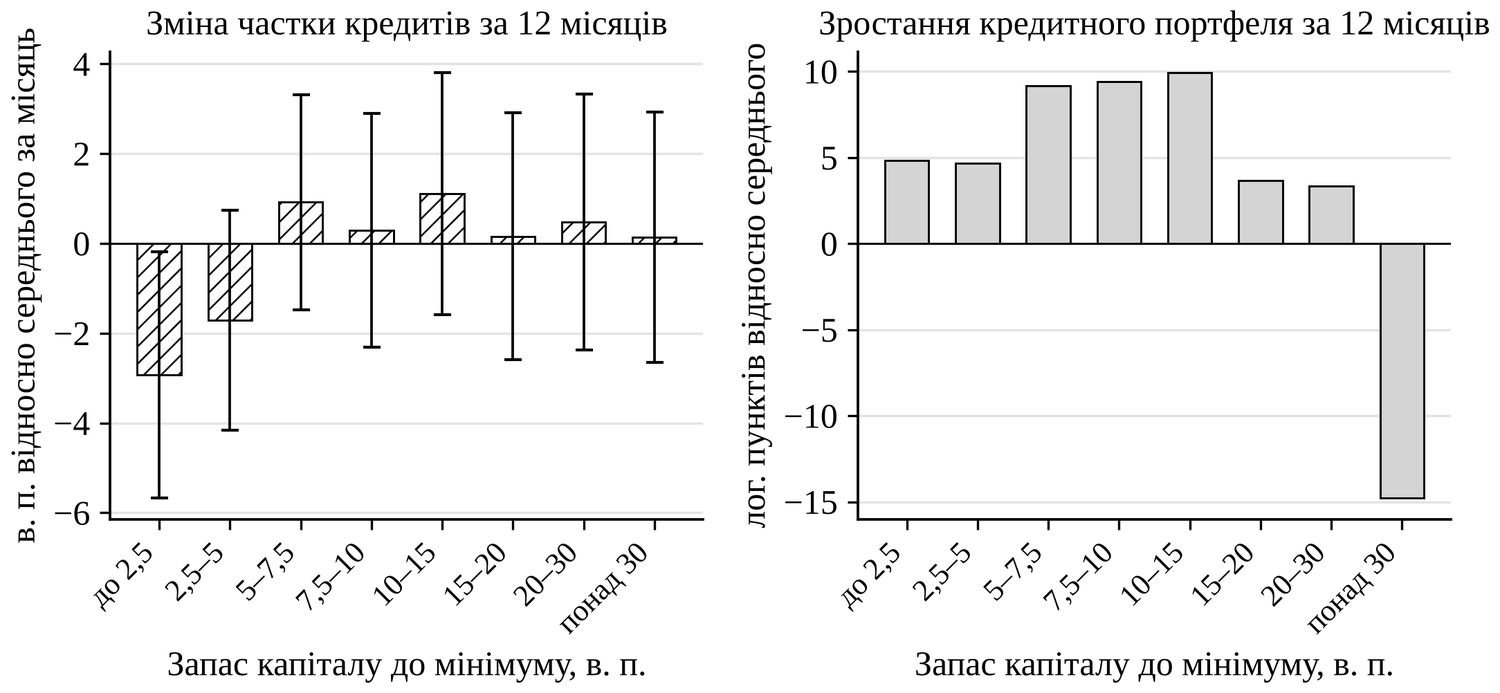 Зміна частки кредитів за 12 місяців
в. п. відносно середнього за місяць
4
2
0
−2
−4
−6
до 2,5
2,5–5
5–7,5
7,5–10
10–15
15–20
20–30
понад 30
Запас капіталу до мінімуму, в. п.
Зростання кредитного портфеля за 12 місяців
лог. пунктів відносно середнього
10
5
0
−5
−10
−15
до 2,5
2,5–5
5–7,5
7,5–10
10–15
15–20
20–30
понад 30
Запас капіталу до мінімуму, в. п.